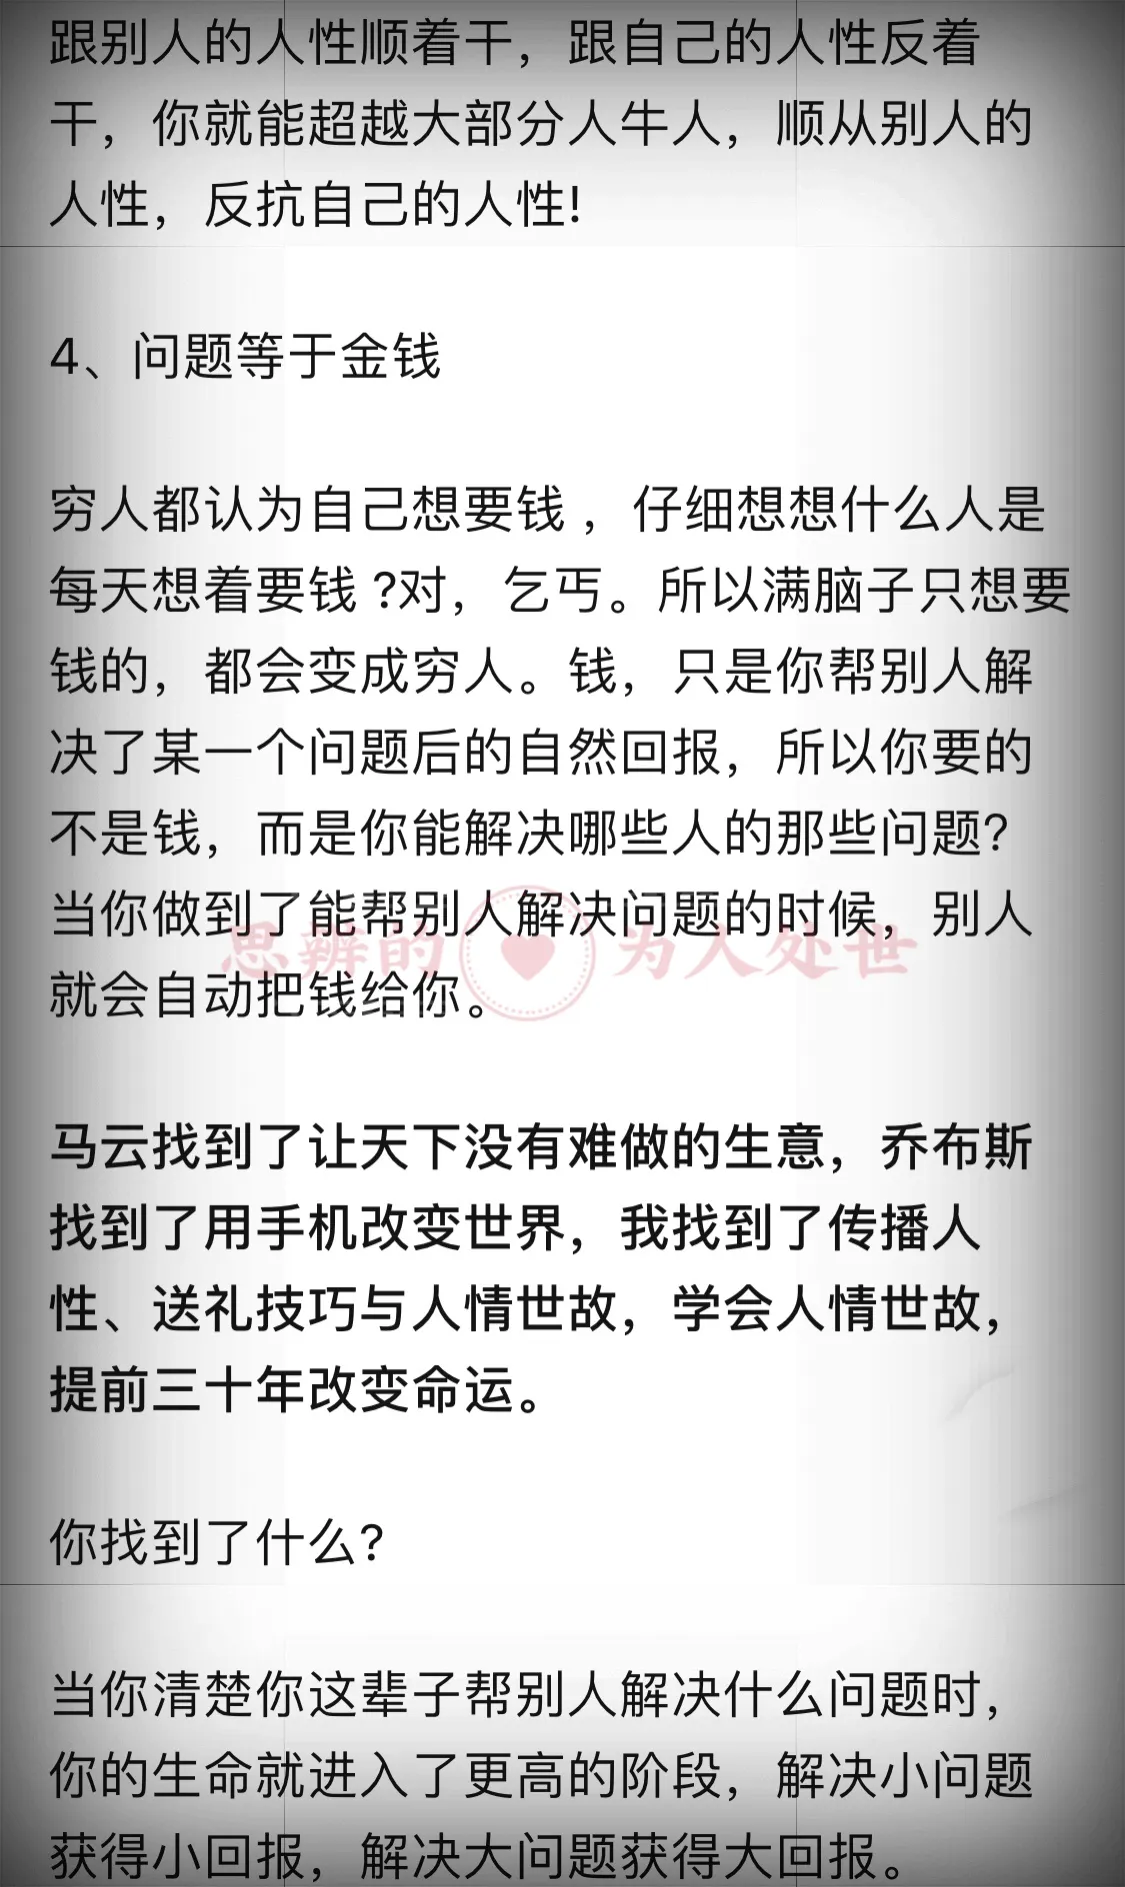 跟别人的人性顺着干，跟自己的人性反着
干，你就能超越大部分人牛人，顺从别人的
人性，反抗自己的人性!
4、问题等于金钱
穷人都认为自己想要钱 ，仔细想想什么人是
每天想着要钱 ?对，乞丐。所以满脑子只想要
钱的，都会变成穷人。钱，只是你帮别人解
决了某一个问题后的自然回报，所以你要的
不是钱，而是你能解决哪些人的那些问题?
当你做到了能帮别人解决问题的时候，别人
思辨的 为人处世
就会自动把钱给你。
马云找到了让天下没有难做的生意，乔布斯
找到了用手机改变世界，我找到了传播人
性、送礼技巧与人情世故，学会人情世故，
提前三十年改变命运。
你找到了什么?
当你清楚你这辈子帮别人解决什么问题时，
你的生命就进入了更高的阶段，解决小问题
获得小回报，解决大问题获得大回报。